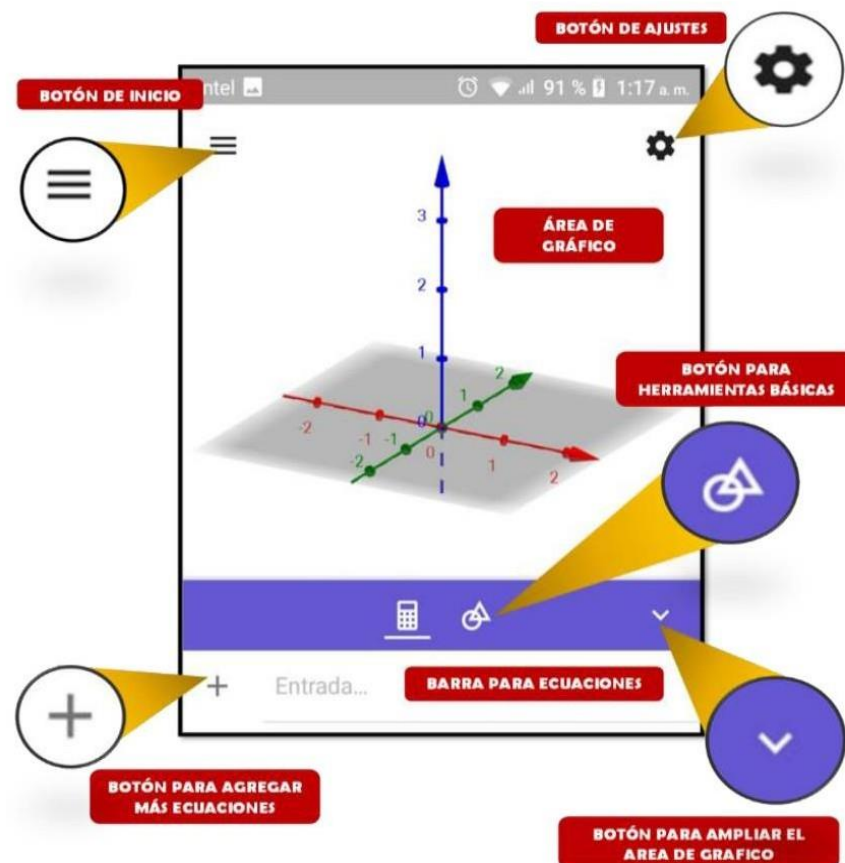 BOTÓN DE AJUSTES
BOTÓN DE INICIO
ntel
91 % 1:17 a. m.
ÁREA DE
GRÁFICO
3
2
1
0
-2
-1
0
1
2
-2
-1
0
1
2
BOTÓN PARA
HERRAMIENTAS BÁSICAS
Entrada...
BARRA PARA ECUACIONES
BOTÓN PARA AGREGAR
MÁS ECUACIONES
BOTÓN PARA AMPLIAR EL
AREA DE GRAFICO